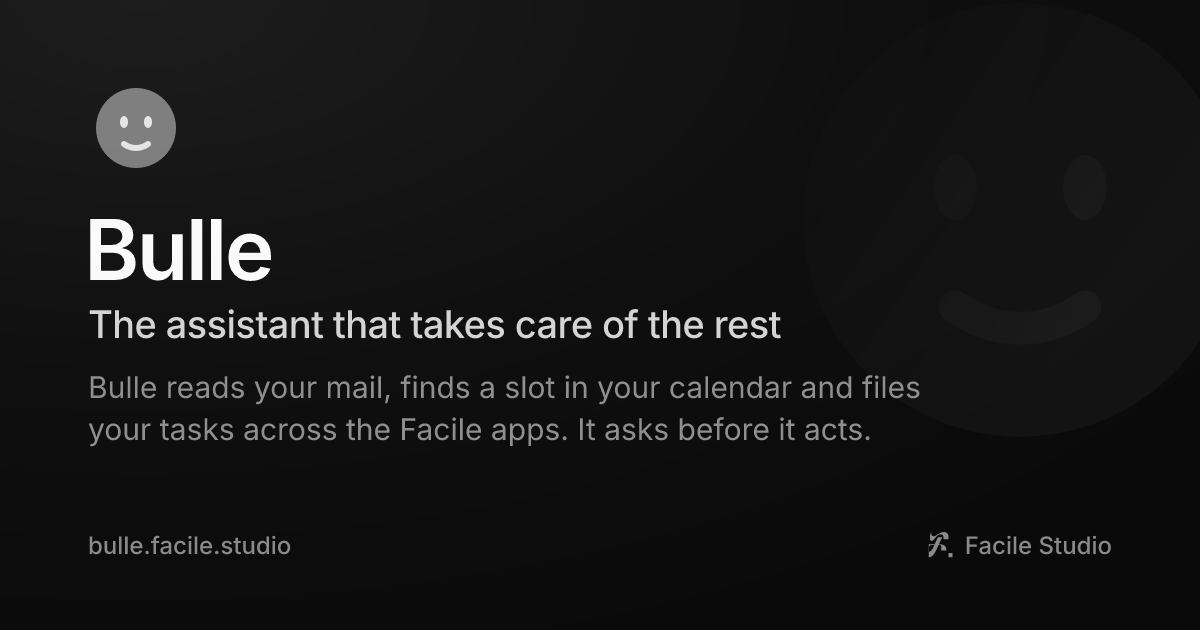 Bulle
The assistant that takes care of the rest
Bulle reads your mail, finds a slot in your calendar and files
your tasks across the Facile apps. It asks before it acts.
bulle.facile.studio
Facile Studio